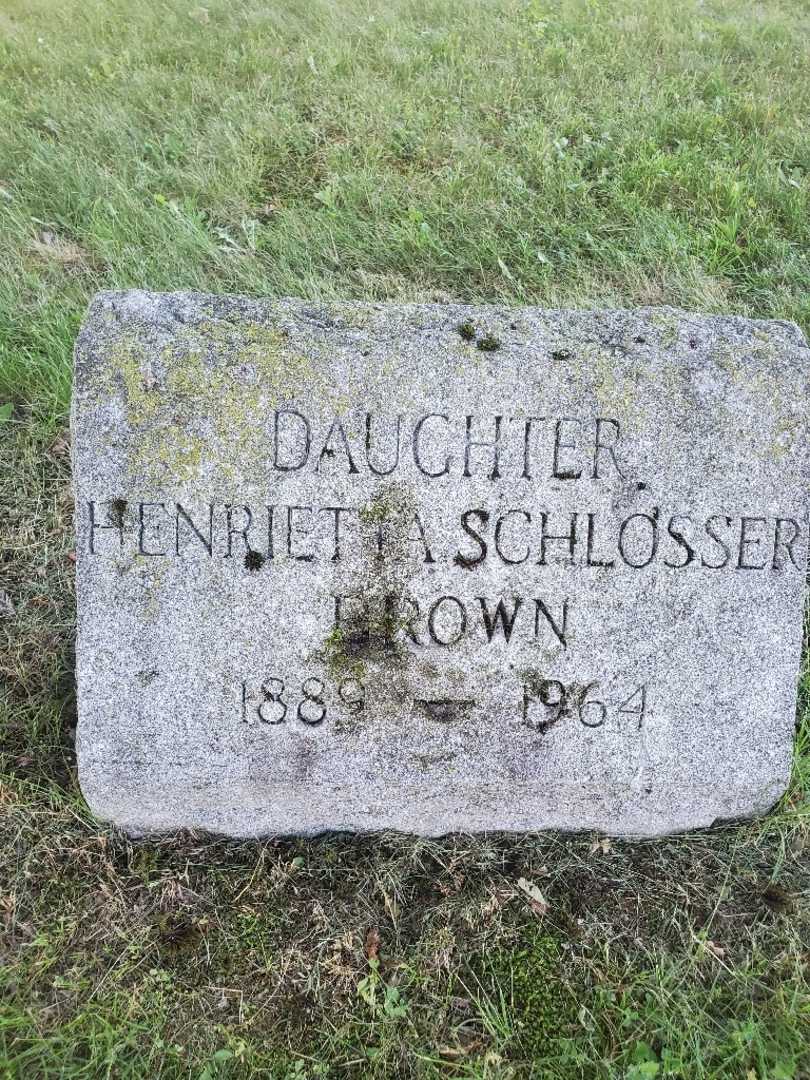 DAUGHTER
HENRIETTA SCHLOSSER
BROWN
1889 — 1964